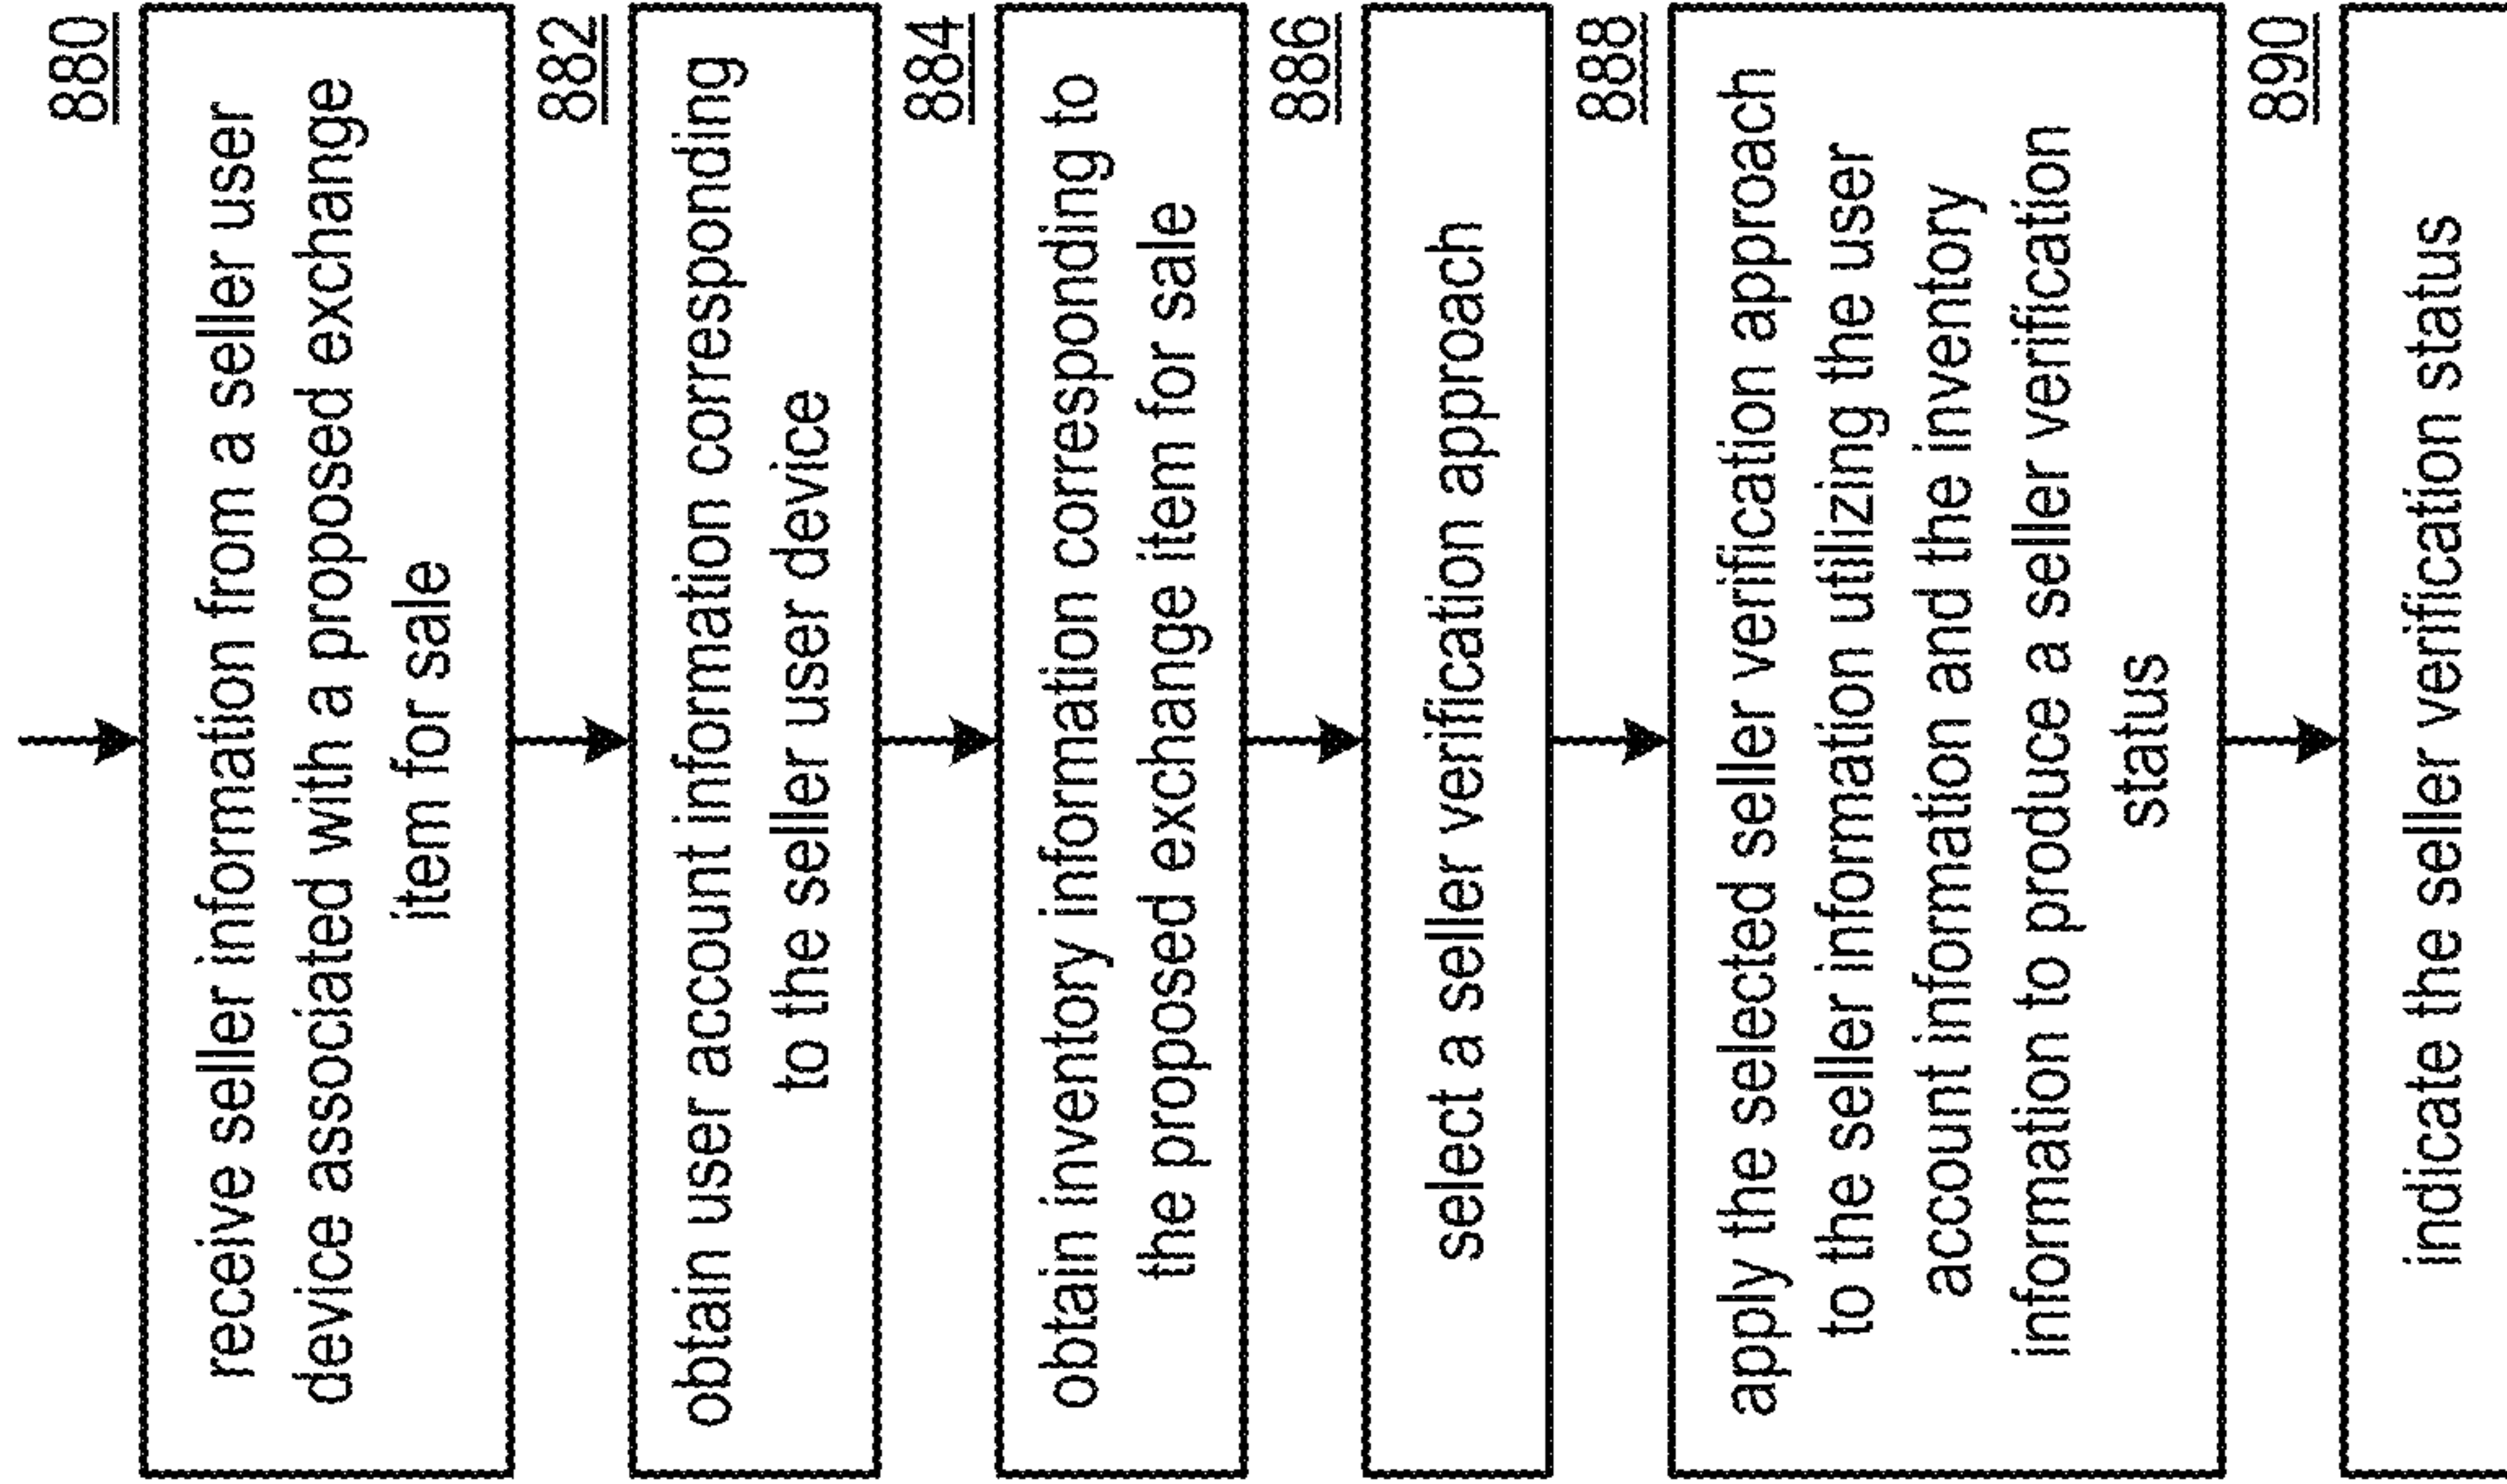 880
receive seller information from a seller user
device associated with a proposed exchange
item for sale
882
obtain user account information corresponding
to the seller user device
884
obtain inventory information corresponding to
the proposed exchange item for sale
886
select a seller verification approach
888
apply the selected seller verification approach
to the seller information utilizing the user
account information and the inventory
information to produce a seller verification
status
890
indicate the seller verification status